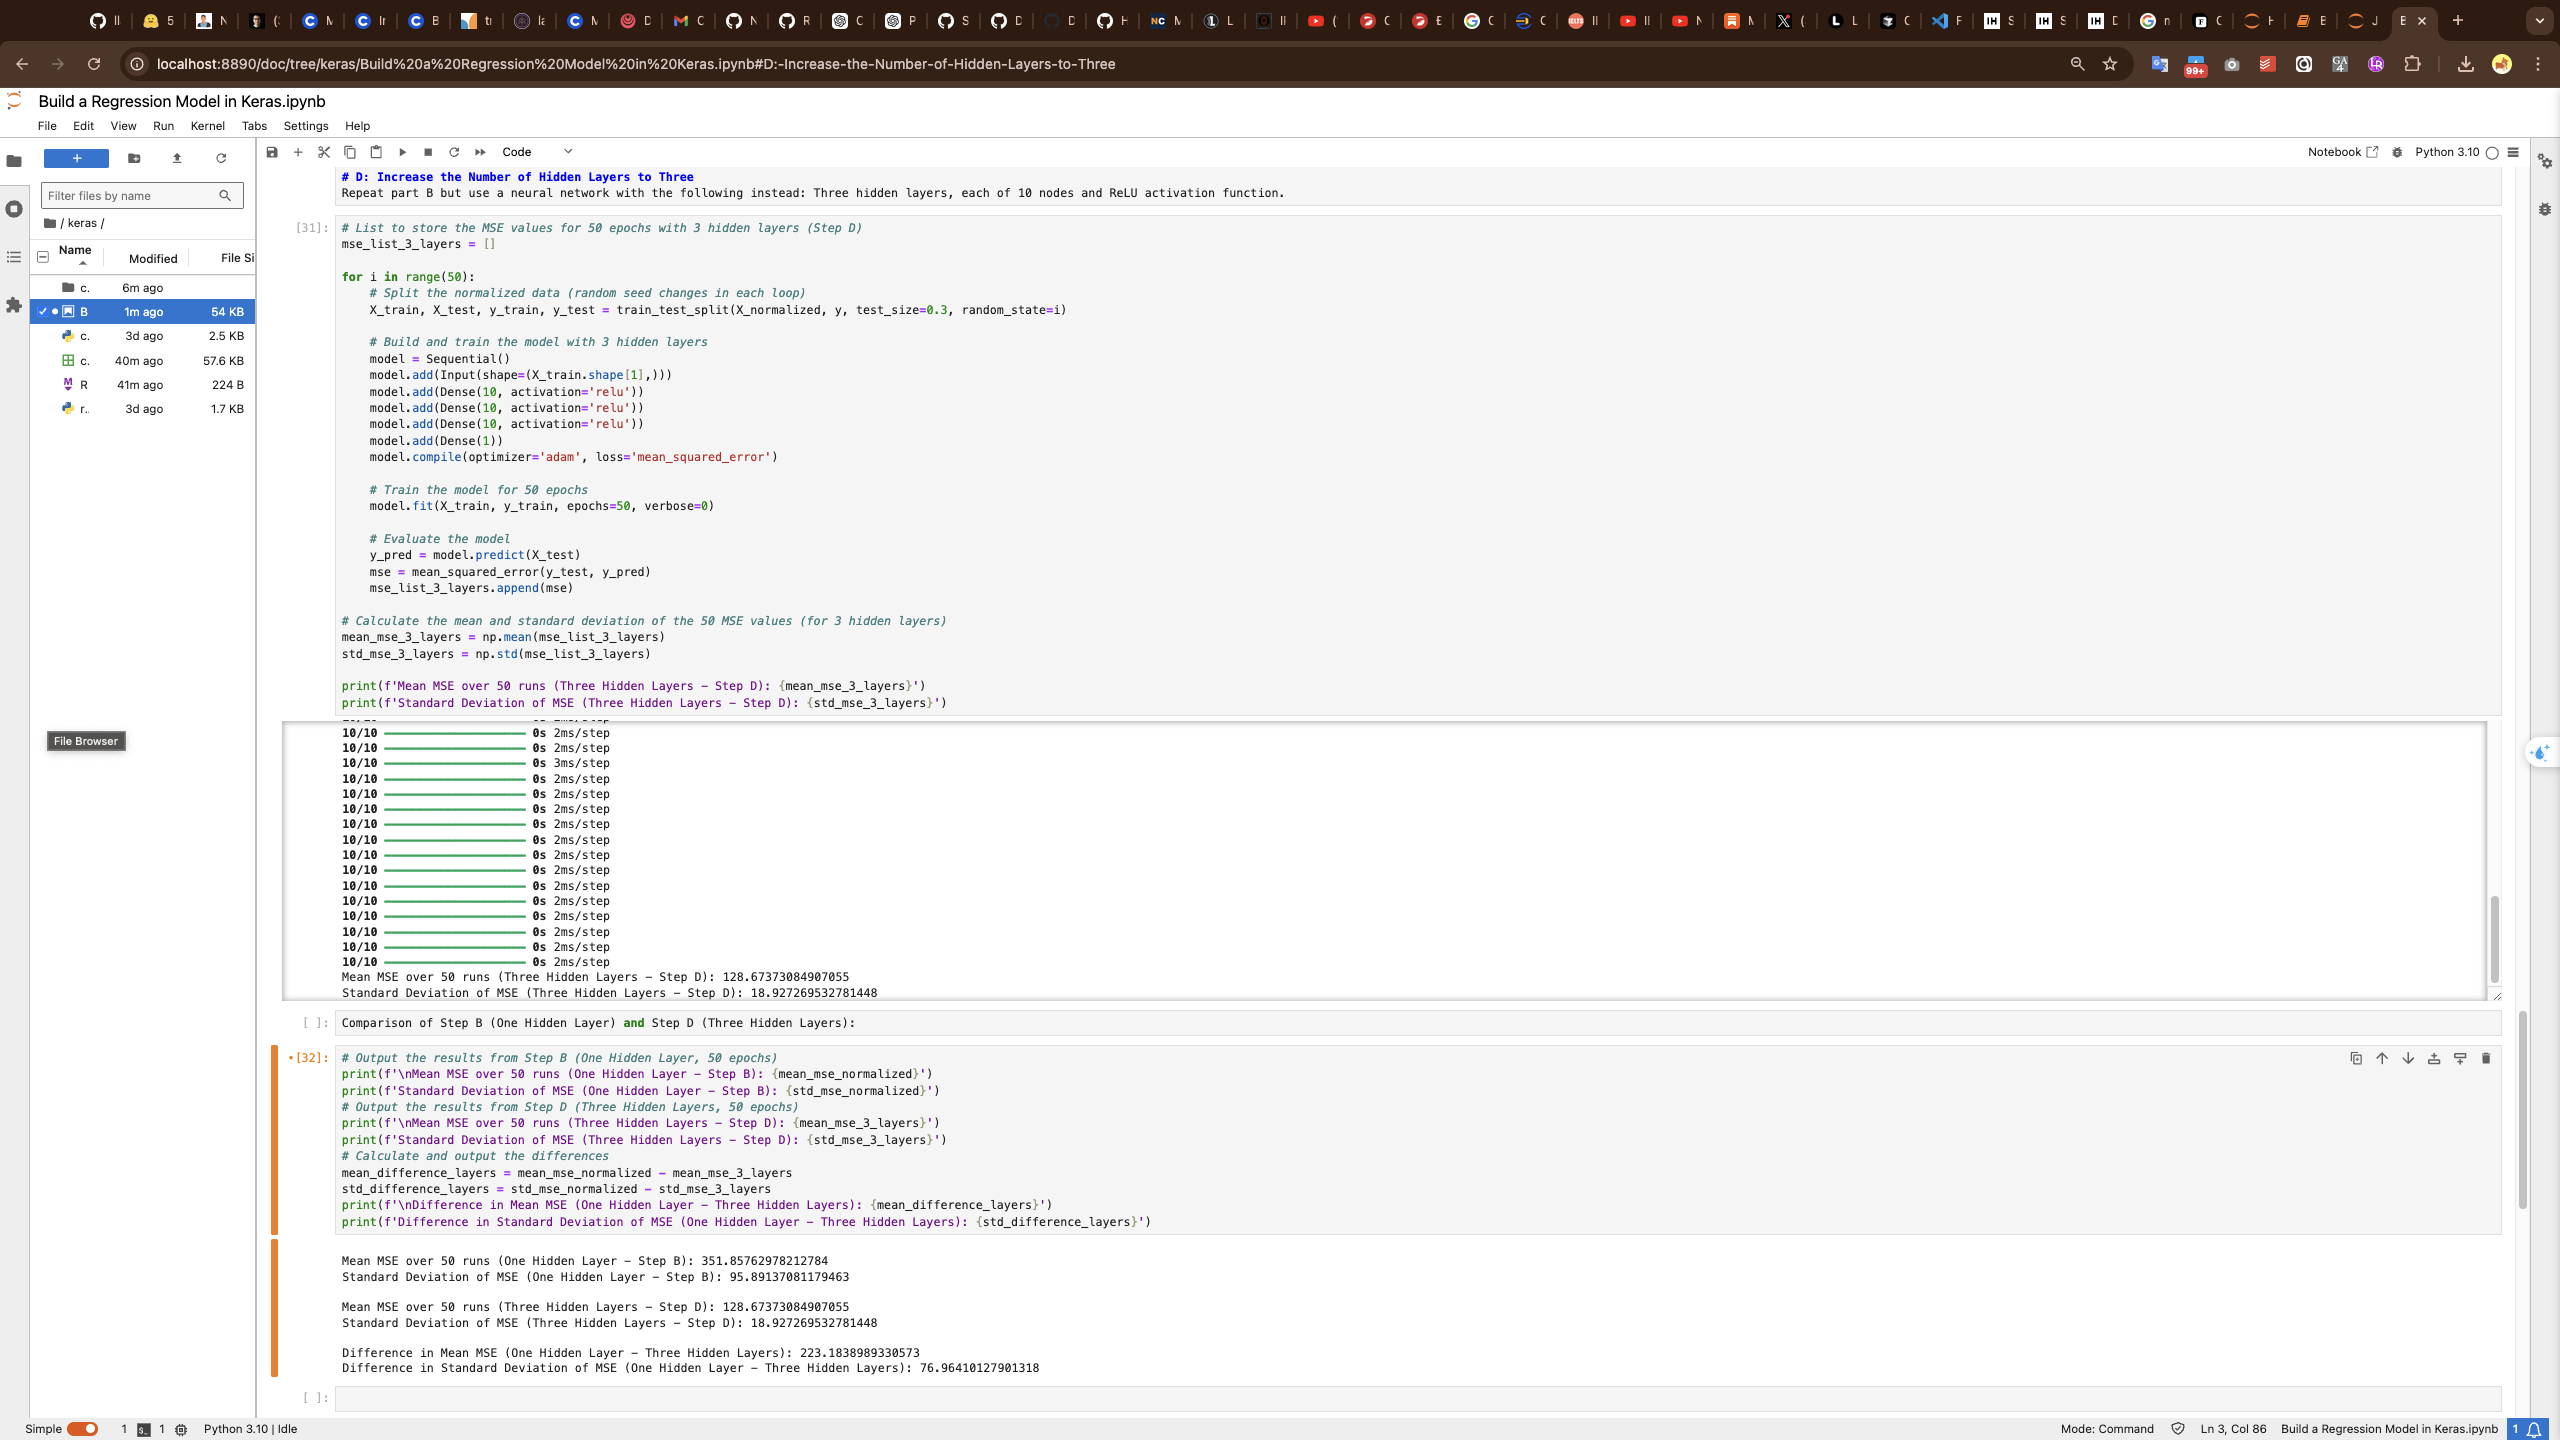 localhost:8890/doc/tree/keras/Build%20a%20Regression%20Model%20in%20Keras.ipynb#D:-Increase-the-Number-of-Hidden-Layers-to-Three
99+
Build a Regression Model in Keras.ipynb
File Edit View Run Kernel Tabs Settings Help
Code
Notebook
Python 3.10
Filter files by name
/ keras /
Name Modified File Si
c. 6m ago
B 1m ago 54 KB
c. 3d ago 2.5 KB
c. 40m ago 57.6 KB
R 41m ago 224 B
r.. 3d ago 1.7 KB
File Browser
# D: Increase the Number of Hidden Layers to Three
Repeat part B but use a neural network with the following instead: Three hidden layers, each of 10 nodes and ReLU activation function.
[31]:
# List to store the MSE values for 50 epochs with 3 hidden layers (Step D)
mse_list_3_layers = []
for i in range(50):
# Split the normalized data (random seed changes in each loop)
X_train, X_test, y_train, y_test = train_test_split(X_normalized, y, test_size=0.3, random_state=i)
# Build and train the model with 3 hidden layers
model = Sequential()
model.add(Input(shape=(X_train.shape[1],)))
model.add(Dense(10, activation='relu'))
model.add(Dense(10, activation='relu'))
model.add(Dense(10, activation='relu'))
model.add(Dense(1))
model.compile(optimizer='adam', loss='mean_squared_error')
# Train the model for 50 epochs
model.fit(X_train, y_train, epochs=50, verbose=0)
# Evaluate the model
y_pred = model.predict(X_test)
mse = mean_squared_error(y_test, y_pred)
mse_list_3_layers.append(mse)
# Calculate the mean and standard deviation of the 50 MSE values (for 3 hidden layers)
mean_mse_3_layers = np.mean(mse_list_3_layers)
std_mse_3_layers = np.std(mse_list_3_layers)
print(f'Mean MSE over 50 runs (Three Hidden Layers - Step D): {mean_mse_3_layers}')
print(f'Standard Deviation of MSE (Three Hidden Layers - Step D): {std_mse_3_layers}')
10/10 0s 2ms/step
10/10 0s 2ms/step
10/10 0s 3ms/step
10/10 0s 2ms/step
10/10 0s 2ms/step
10/10 0s 2ms/step
10/10 0s 2ms/step
10/10 0s 2ms/step
10/10 0s 2ms/step
10/10 0s 2ms/step
10/10 0s 2ms/step
10/10 0s 2ms/step
10/10 0s 2ms/step
10/10 0s 2ms/step
10/10 0s 2ms/step
10/10 0s 2ms/step
Mean MSE over 50 runs (Three Hidden Layers - Step D): 128.67373084907055
Standard Deviation of MSE (Three Hidden Layers - Step D): 18.927269532781448
[ ]: Comparison of Step B (One Hidden Layer) and Step D (Three Hidden Layers):
[32]:
# Output the results from Step B (One Hidden Layer, 50 epochs)
print(f'\nMean MSE over 50 runs (One Hidden Layer - Step B): {mean_mse_normalized}')
print(f'Standard Deviation of MSE (One Hidden Layer - Step B): {std_mse_normalized}')
# Output the results from Step D (Three Hidden Layers, 50 epochs)
print(f'\nMean MSE over 50 runs (Three Hidden Layers - Step D): {mean_mse_3_layers}')
print(f'Standard Deviation of MSE (Three Hidden Layers - Step D): {std_mse_3_layers}')
# Calculate and output the differences
mean_difference_layers = mean_mse_normalized - mean_mse_3_layers
std_difference_layers = std_mse_normalized - std_mse_3_layers
print(f'\nDifference in Mean MSE (One Hidden Layer - Three Hidden Layers): {mean_difference_layers}')
print(f'Difference in Standard Deviation of MSE (One Hidden Layer - Three Hidden Layers): {std_difference_layers}')
Mean MSE over 50 runs (One Hidden Layer - Step B): 351.85762978212784
Standard Deviation of MSE (One Hidden Layer - Step B): 95.89137081179463
Mean MSE over 50 runs (Three Hidden Layers - Step D): 128.67373084907055
Standard Deviation of MSE (Three Hidden Layers - Step D): 18.927269532781448
Difference in Mean MSE (One Hidden Layer - Three Hidden Layers): 223.1838989330573
Difference in Standard Deviation of MSE (One Hidden Layer - Three Hidden Layers): 76.96410127901318
[ ]:
Simple 1 1 Python 3.10 | Idle
Mode: Command Ln 3, Col 86 Build a Regression Model in Keras.ipynb 1